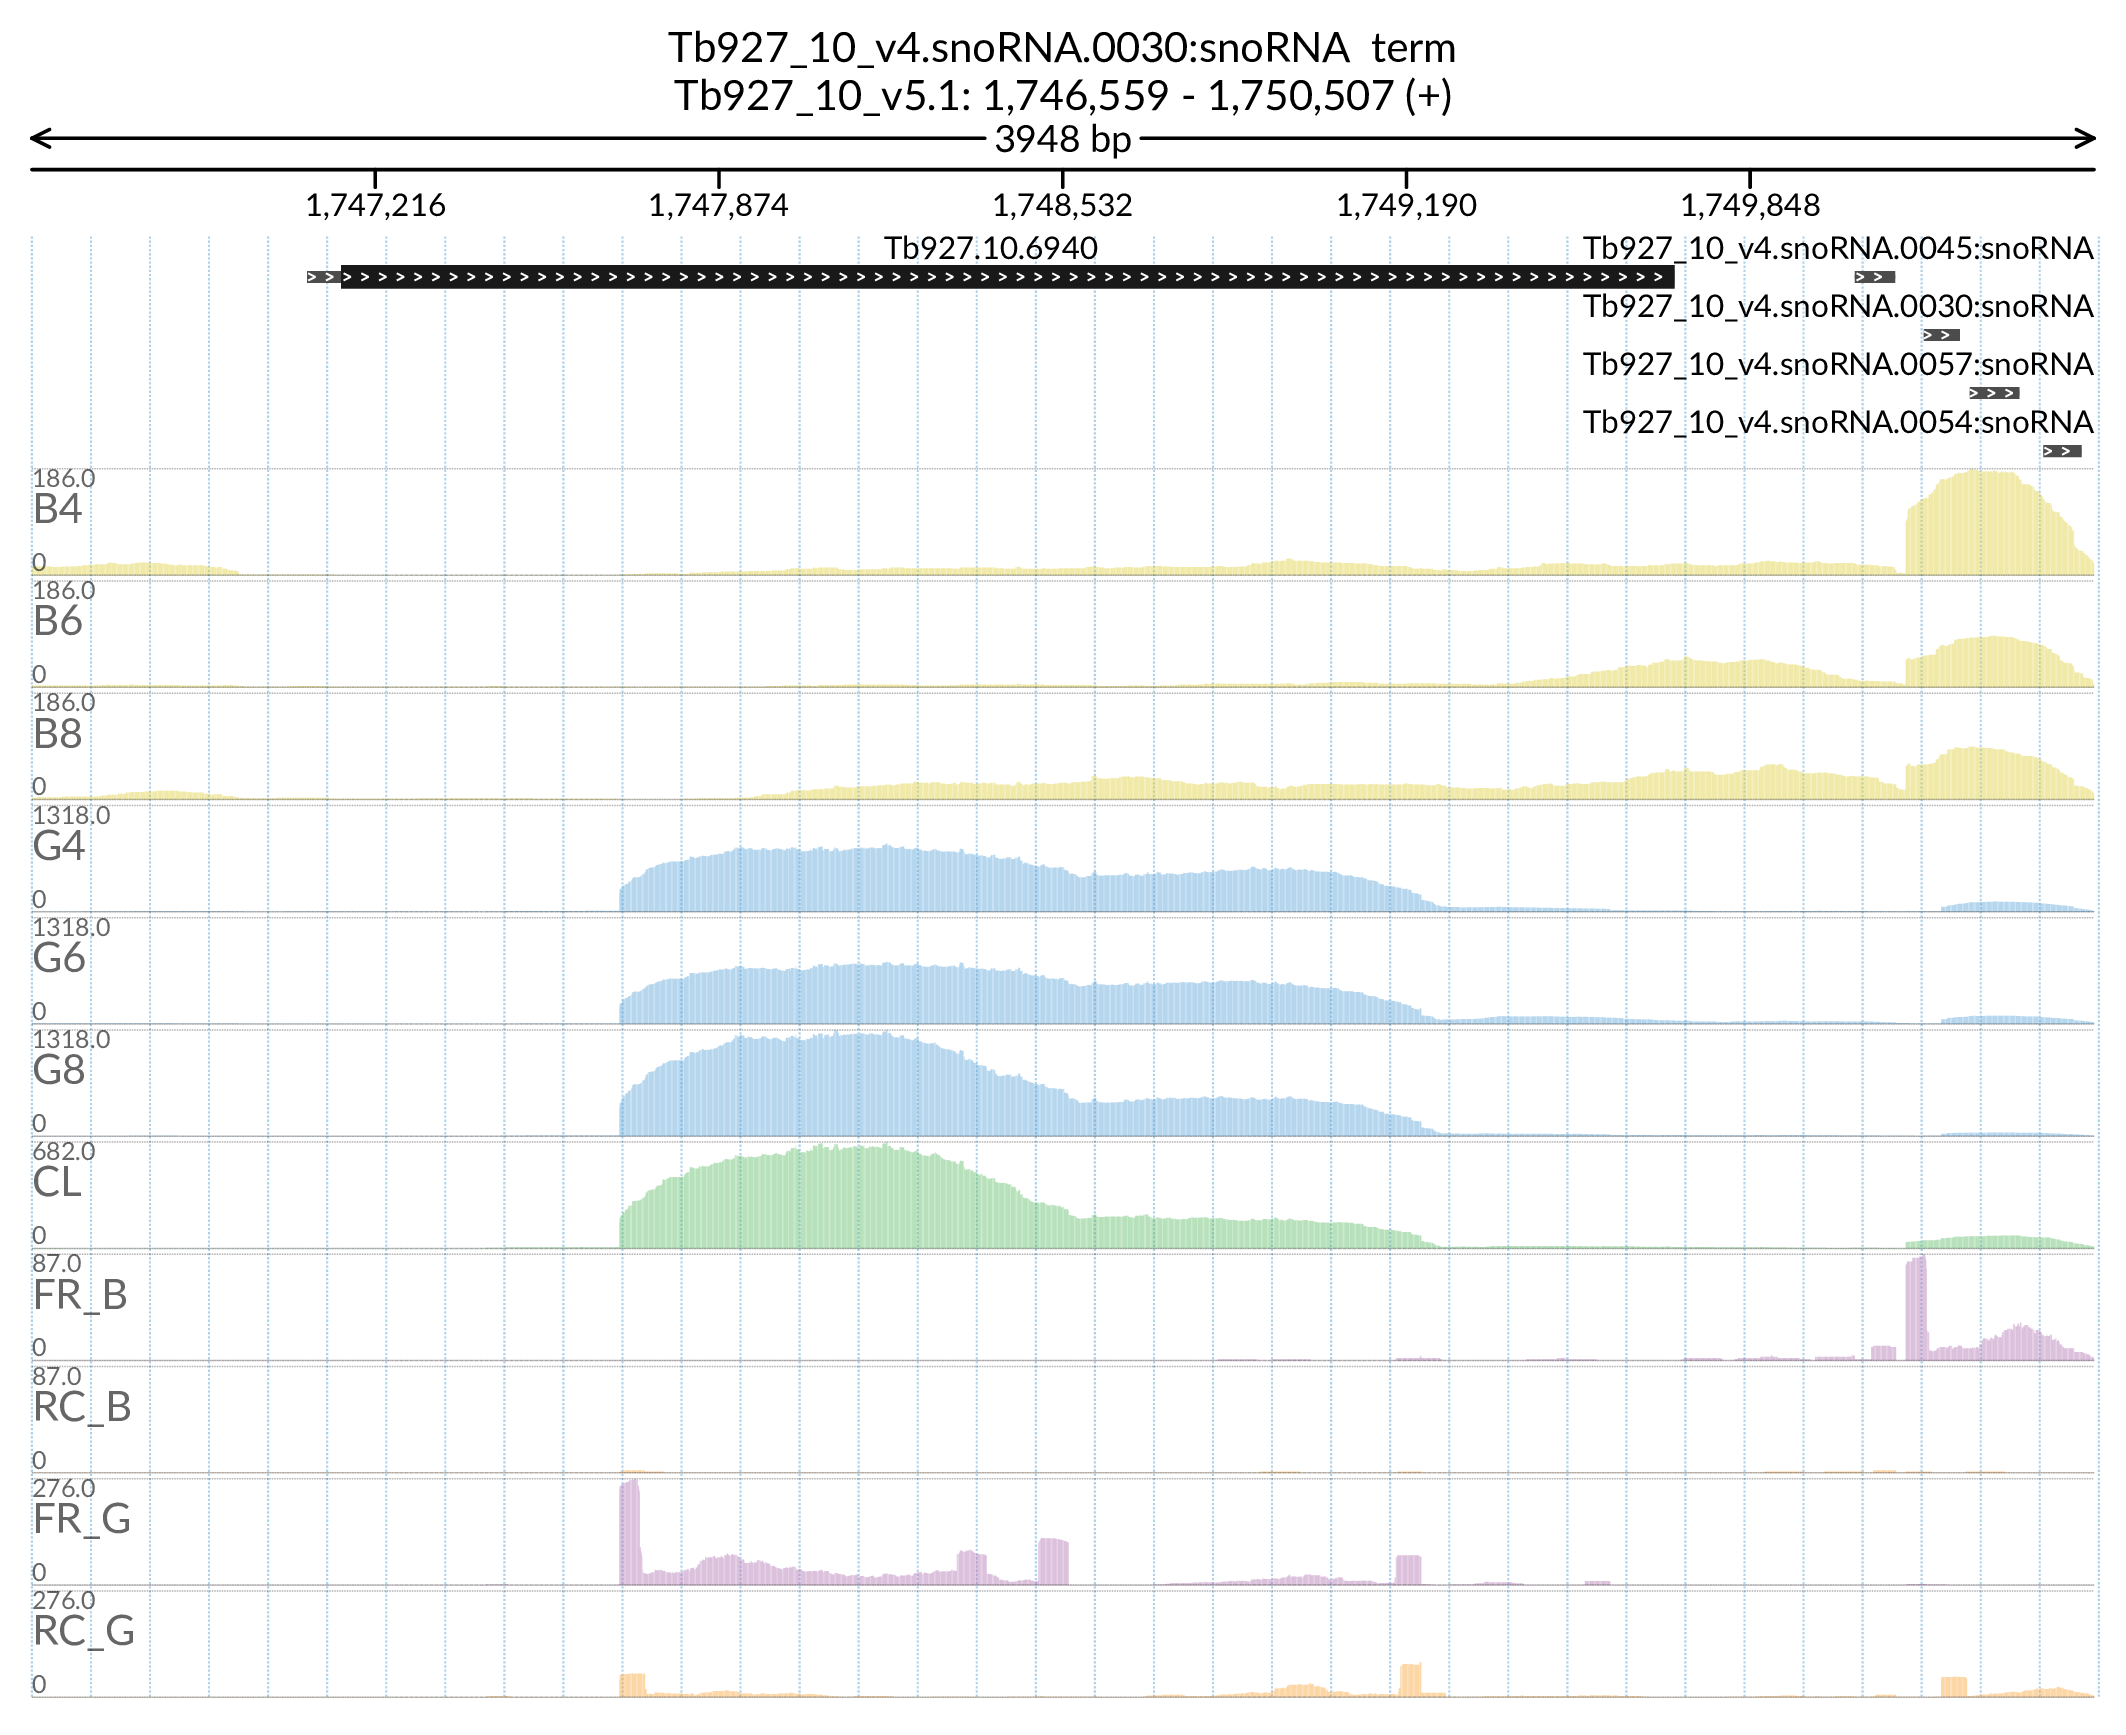 Tb927_10_v4.snoRNA.0030:snoRNA  term
Tb927_10_v5.1: 1,746,559 - 1,750,507 (+)
3948 bp
1,747,216 1,747,874 1,748,532 1,749,190 1,749,848
Tb927.10.6940 Tb927_10_v4.snoRNA.0045:snoRNA
Tb927_10_v4.snoRNA.0030:snoRNA
Tb927_10_v4.snoRNA.0057:snoRNA
Tb927_10_v4.snoRNA.0054:snoRNA
186.0
B4
0
186.0
B6
0
186.0
B8
0
1318.0
G4
0
1318.0
G6
0
1318.0
G8
0
682.0
CL
0
87.0
FR_B
0
87.0
RC_B
0
276.0
FR_G
0
276.0
RC_G
0